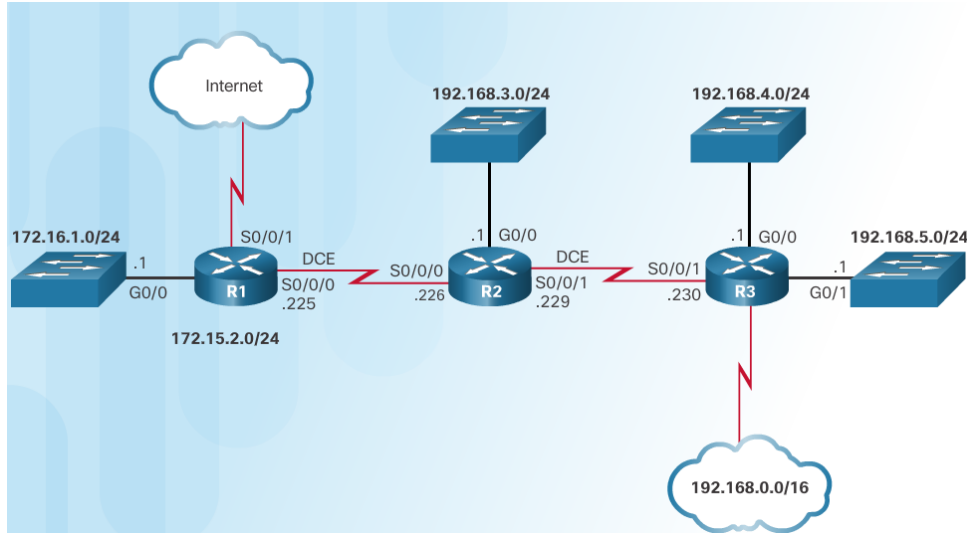 Internet
192.168.3.0/24
192.168.4.0/24
172.16.1.0/24
S0/0/1
.1
G0/0
.1
G0/0
192.168.5.0/24
.1
G0/0
R1
DCE
S0/0/0
.225
S0/0/0
.226
R2
DCE
S0/0/1
.229
S0/0/1
.230
R3
.1
G0/1
172.15.2.0/24
192.168.0.0/16